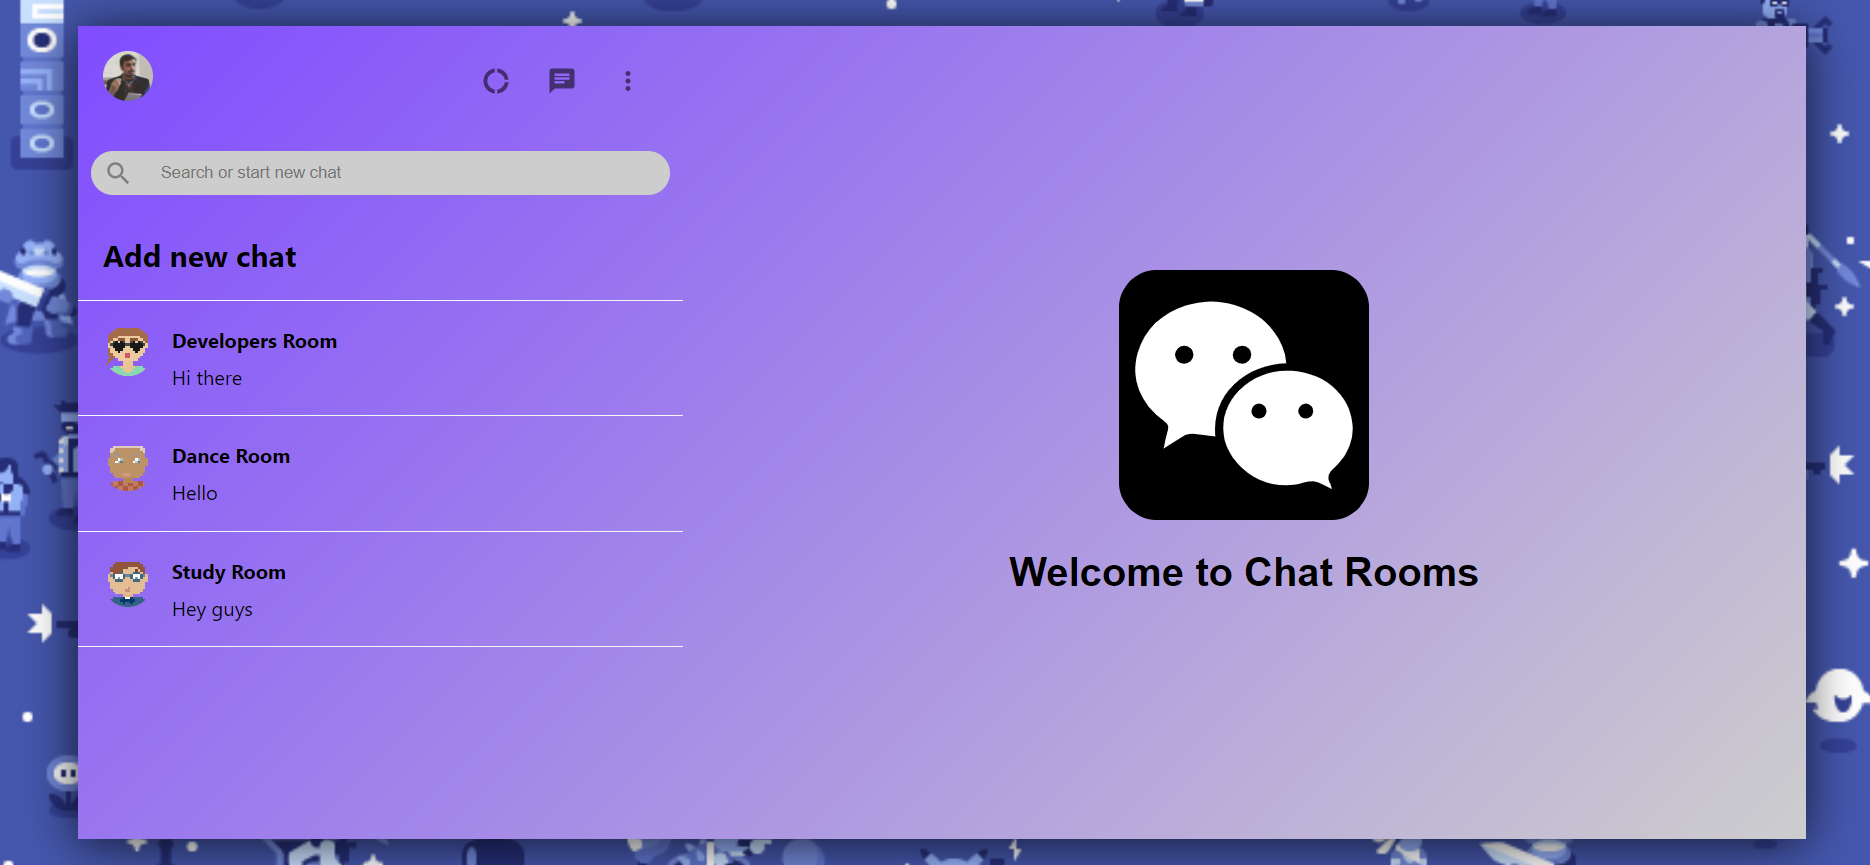 Search or start new chat
Add new chat
Developers Room
Hi there
Dance Room
Hello
Study Room
Hey guys
Welcome to Chat Rooms